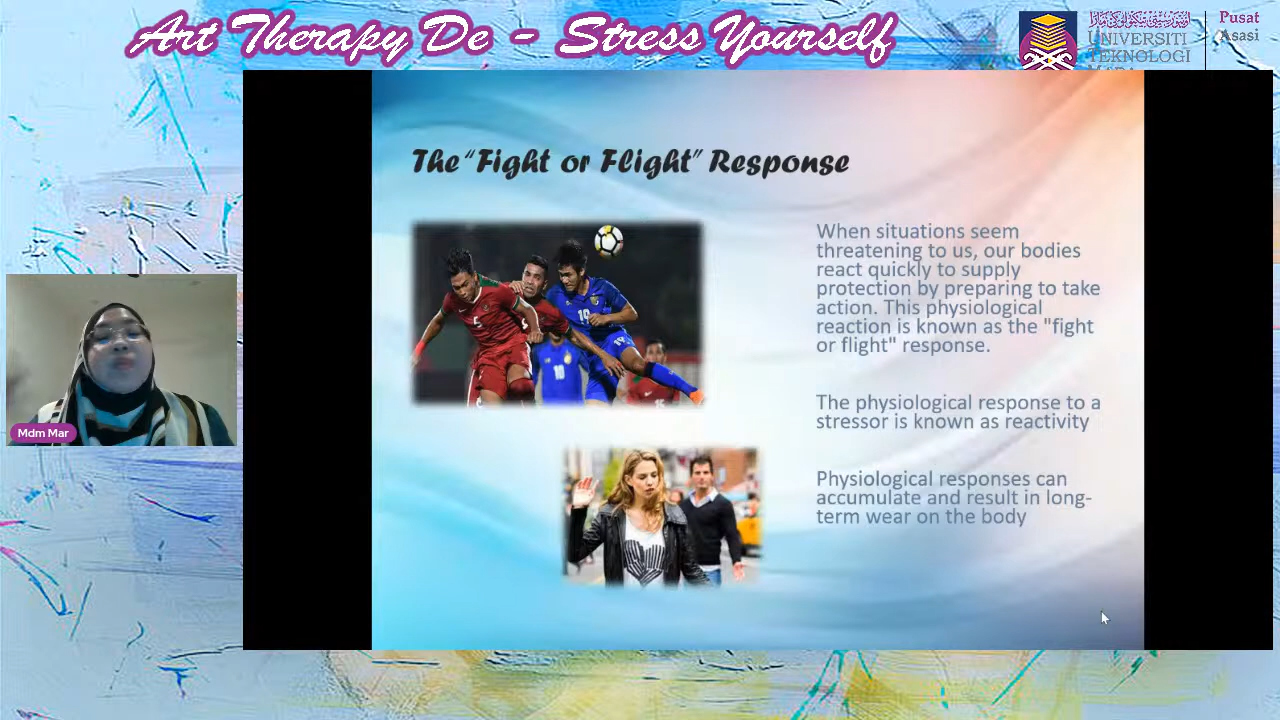 Art Therapy De - Stress Yourself
UNIVERSITI
TEKNOLOGI
Pusat
Asasi
The "Fight or Flight" Response
When situations seem
threatening to us, our bodies
react quickly to supply
protection by preparing to take
action. This physiological
reaction is known as the "fight
or flight" response.
The physiological response to a
stressor is known as reactivity
Physiological responses can
accumulate and result in long-
term wear on the body
5
19
10
Mdm Mar